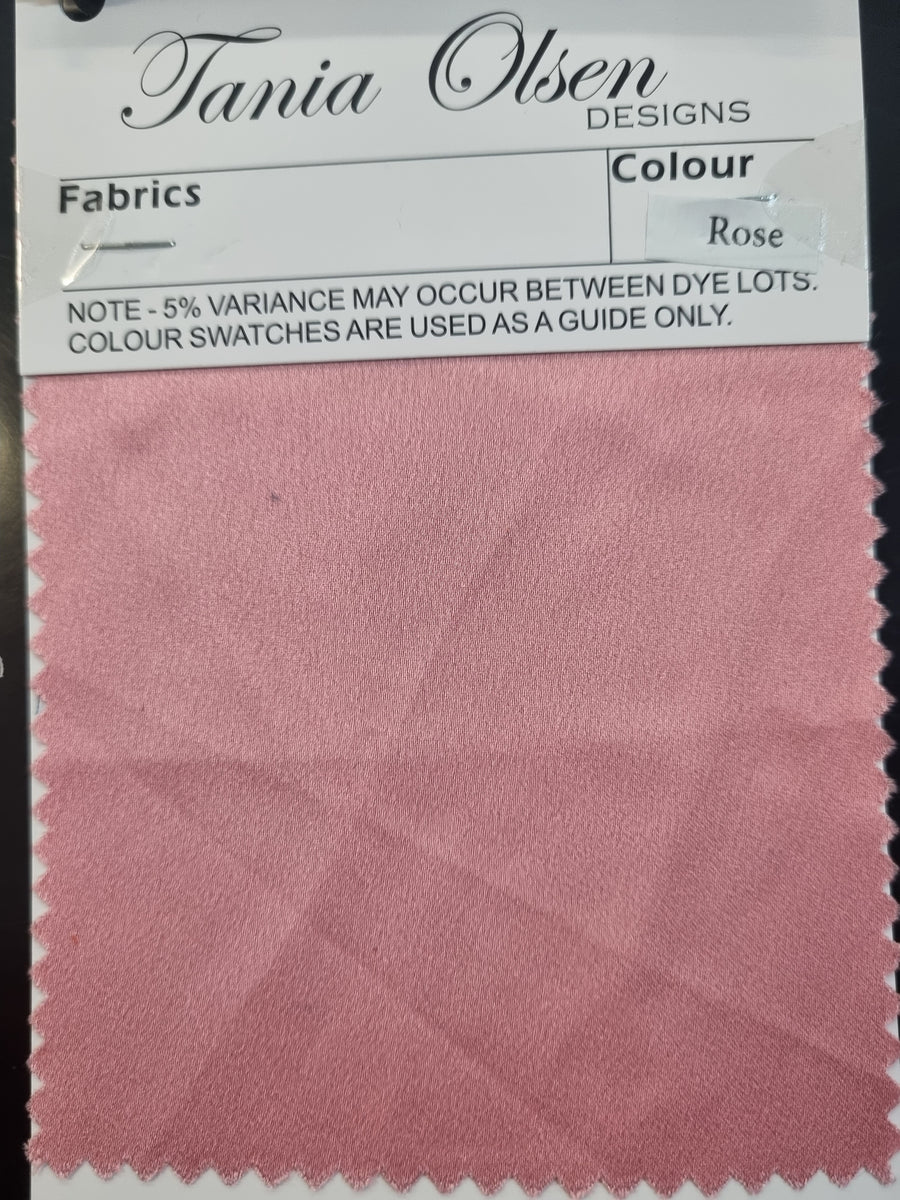 Tania Olsen
DESIGNS
Fabrics
Colour
Rose
NOTE - 5% VARIANCE MAY OCCUR BETWEEN DYE LOTS.
COLOUR SWATCHES ARE USED AS A GUIDE ONLY.